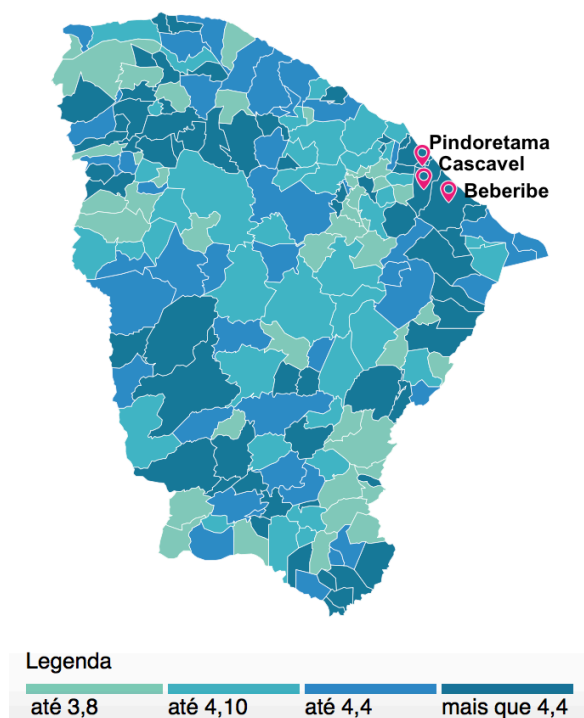 Pindoretama
Cascavel
Beberibe
Legenda
até 3,8 até 4,10 até 4,4 mais que 4,4